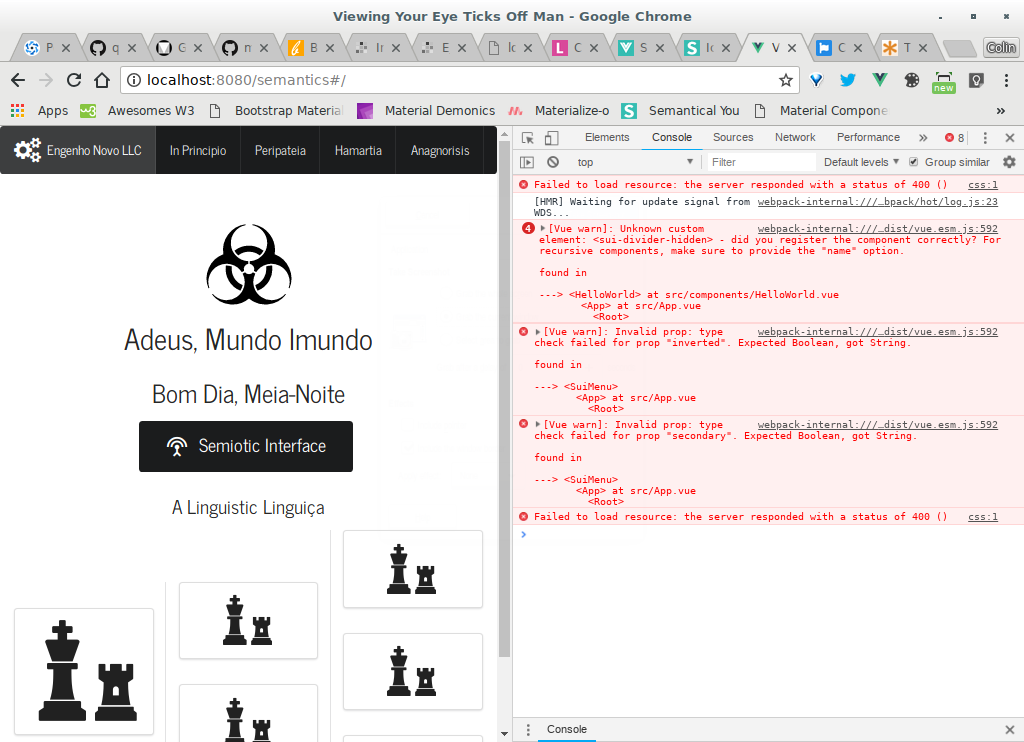 Viewing Your Eye Ticks Off Man - Google Chrome
P
q
G
n
B
Ir
E
lc
C
S
Ic
V
C
T
Colin
localhost:8080/semantics#/
new
Apps
Awesomes W3
Bootstrap Material
Material Demonics
Materialize-o
Semantical You
Material Compone
»
Engenho Novo LLC
In Principio
Peripateia
Hamartia
Anagnorisis
Adeus, Mundo Imundo
Bom Dia, Meia-Noite
Semiotic Interface
A Linguistic Linguiça
Elements
Console
Sources
Network
Performance
»
8
top
Filter
Default levels
Group similar
Failed to load resource: the server responded with a status of 400 () css:1
[HMR] Waiting for update signal from webpack-internal:///…bpack/hot/log.js:23
WDS...
4 [Vue warn]: Unknown custom webpack-internal:///…dist/vue.esm.js:592
element: <sui-divider-hidden> - did you register the component correctly? For
recursive components, make sure to provide the "name" option.
found in
---> <HelloWorld> at src/components/HelloWorld.vue
<App> at src/App.vue
<Root>
[Vue warn]: Invalid prop: type webpack-internal:///…dist/vue.esm.js:592
check failed for prop "inverted". Expected Boolean, got String.
found in
---> <SuiMenu>
<App> at src/App.vue
<Root>
[Vue warn]: Invalid prop: type webpack-internal:///…dist/vue.esm.js:592
check failed for prop "secondary". Expected Boolean, got String.
found in
---> <SuiMenu>
<App> at src/App.vue
<Root>
Failed to load resource: the server responded with a status of 400 () css:1
Console